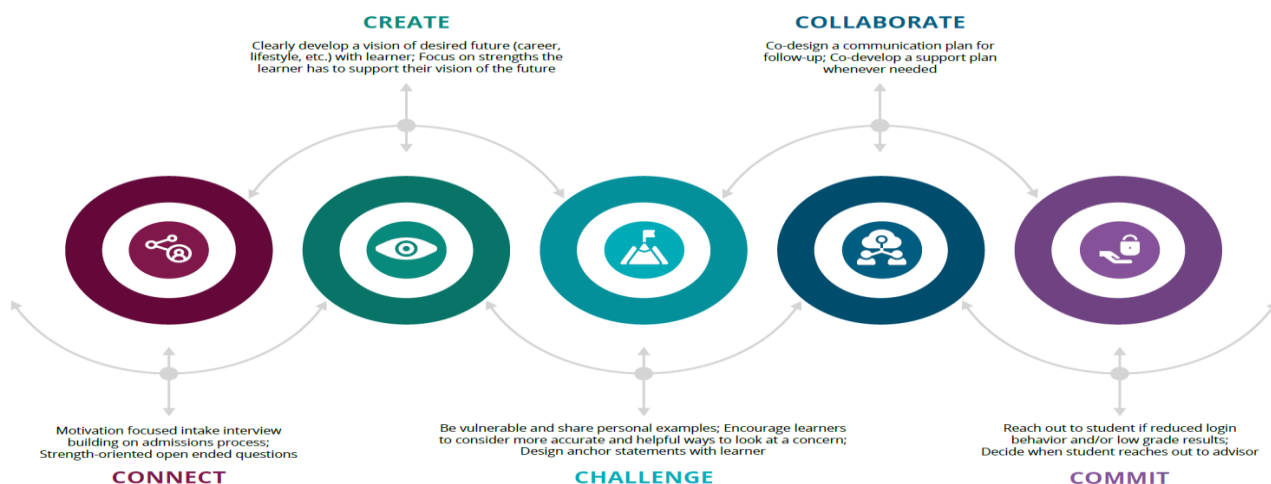 CREATE
Clearly develop a vision of desired future (career,
lifestyle, etc.) with learner; Focus on strengths the
learner has to support their vision of the future
COLLABORATE
Co-design a communication plan for
follow-up; Co-develop a support plan
whenever needed
Motivation focused intake interview
building on admissions process;
Strength-oriented open ended questions
CONNECT
Be vulnerable and share personal examples; Encourage learners
to consider more accurate and helpful ways to look at a concern;
Design anchor statements with learner
CHALLENGE
Reach out to student if reduced login
behavior and/or low grade results;
Decide when student reaches out to advisor
COMMIT